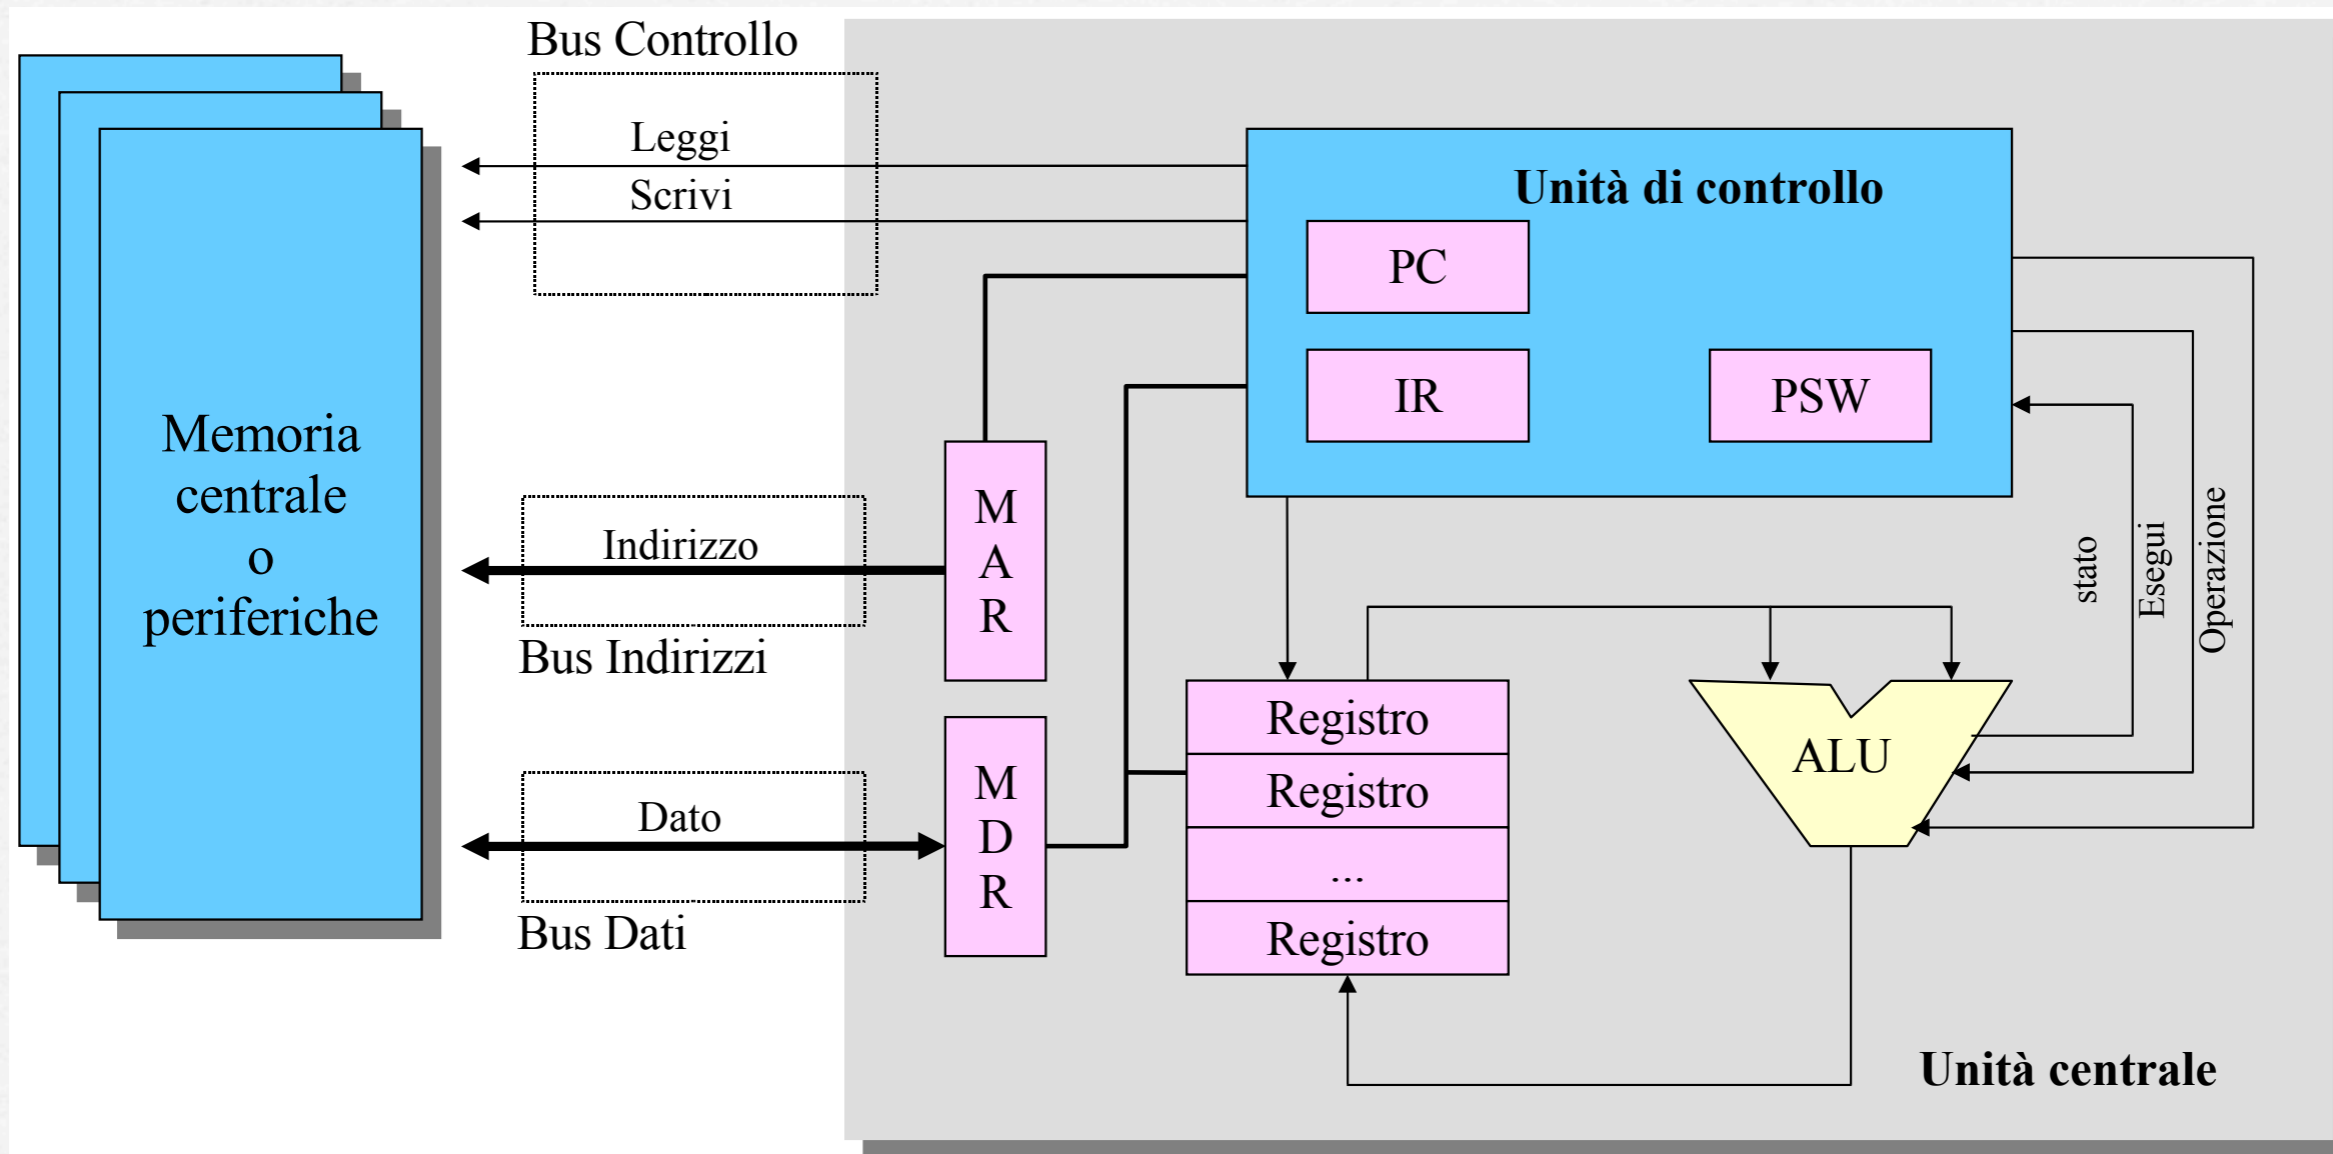 Bus Controllo
Leggi
Scrivi
Unità di controllo
PC
IR
PSW
Memoria
centrale
o
periferiche
Indirizzo
Bus Indirizzi
M
A
R
stato
Esegui
Operazione
Dato
Bus Dati
M
D
R
Registro
Registro
...
Registro
ALU
Unità centrale